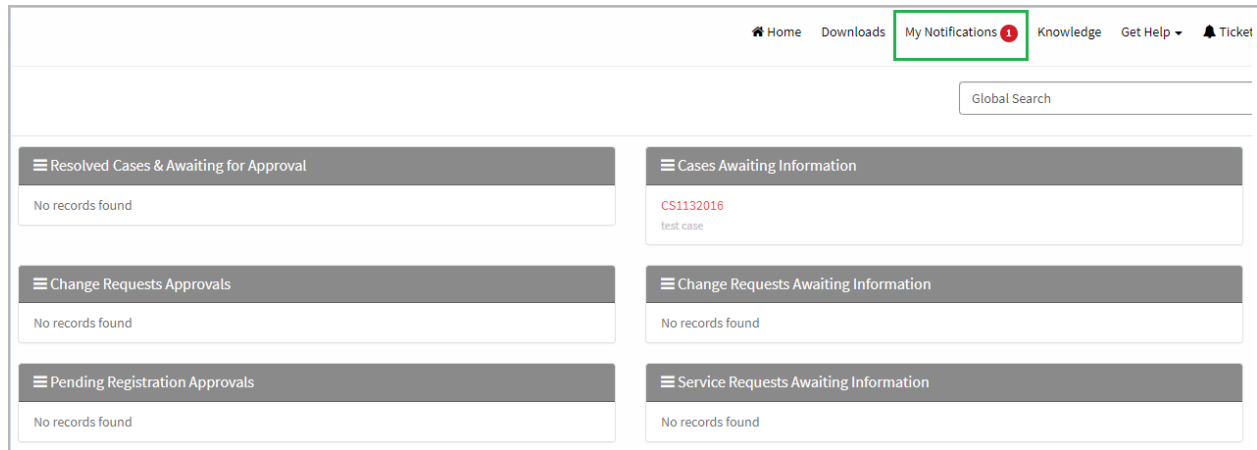 Home Downloads My Notifications 1 Knowledge Get Help Ticket
Global Search
Resolved Cases & Awaiting for Approval
No records found
Cases Awaiting Information
CS1132016
test case
Change Requests Approvals
No records found
Change Requests Awaiting Information
No records found
Pending Registration Approvals
No records found
Service Requests Awaiting Information
No records found